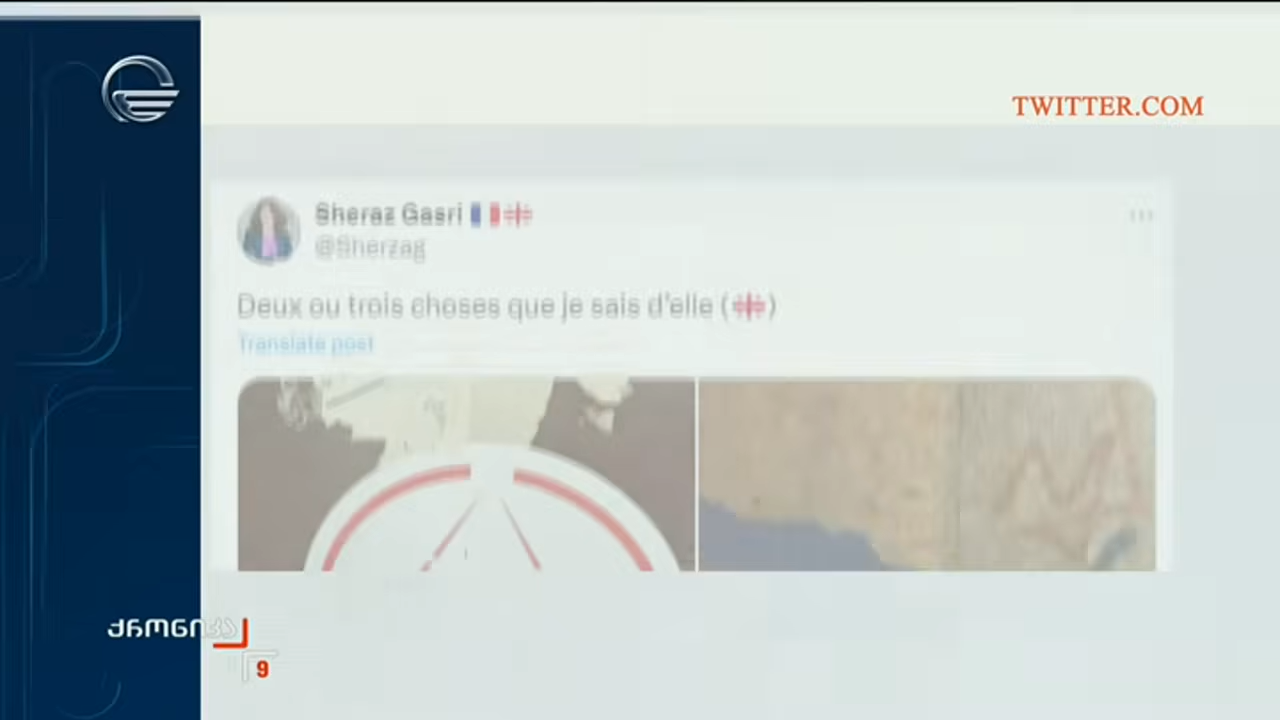 TWITTER.COM
Sheraz Gasri 🇫🇷🇬🇪
@Sherzag
Deux ou trois choses que je sais d'elle (🇬🇪)
Translate post
ქრონიკა
9